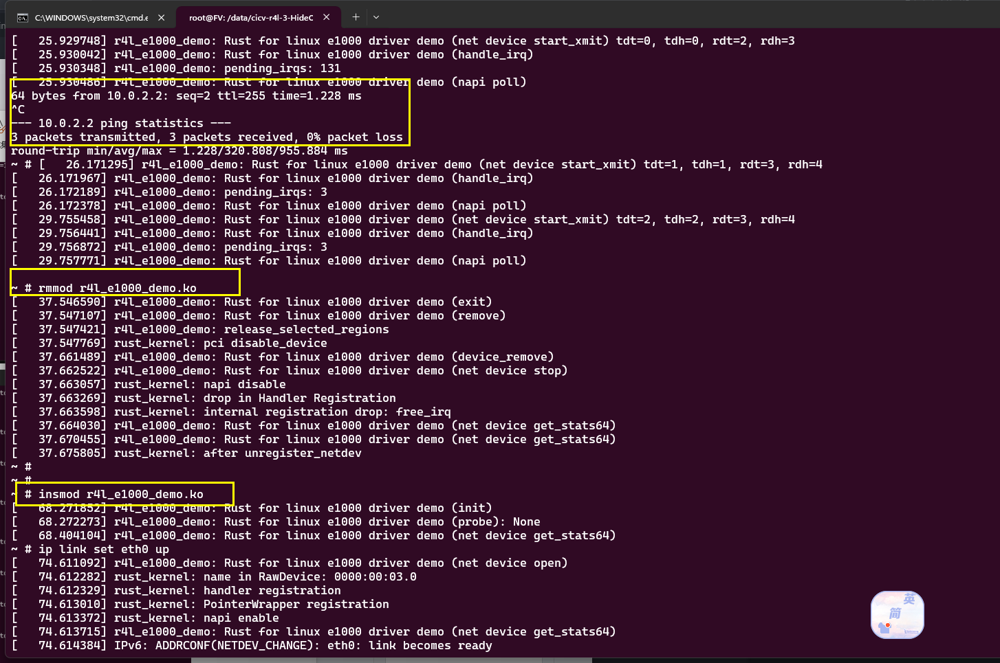 C:\WINDOWS\system32\cmd.e
root@FV: /data/cicv-r4l-3-HideC
[   25.929748] r4l_e1000_demo: Rust for linux e1000 driver demo (net device start_xmit) tdt=0, tdh=0, rdt=2, rdh=3
[   25.930042] r4l_e1000_demo: Rust for linux e1000 driver demo (handle_irq)
[   25.930348] r4l_e1000_demo: pending_irqs: 131
[   25.930486] r4l_e1000_demo: Rust for linux e1000 driver demo (napi poll)
64 bytes from 10.0.2.2: seq=2 ttl=255 time=1.228 ms
^C
--- 10.0.2.2 ping statistics ---
3 packets transmitted, 3 packets received, 0% packet loss
round-trip min/avg/max = 1.228/320.808/955.884 ms
~ # [   26.171295] r4l_e1000_demo: Rust for linux e1000 driver demo (net device start_xmit) tdt=1, tdh=1, rdt=3, rdh=4
[   26.171967] r4l_e1000_demo: Rust for linux e1000 driver demo (handle_irq)
[   26.172189] r4l_e1000_demo: pending_irqs: 3
[   26.172378] r4l_e1000_demo: Rust for linux e1000 driver demo (napi poll)
[   29.755458] r4l_e1000_demo: Rust for linux e1000 driver demo (net device start_xmit) tdt=2, tdh=2, rdt=3, rdh=4
[   29.756441] r4l_e1000_demo: Rust for linux e1000 driver demo (handle_irq)
[   29.756872] r4l_e1000_demo: pending_irqs: 3
[   29.757771] r4l_e1000_demo: Rust for linux e1000 driver demo (napi poll)
~ # rmmod r4l_e1000_demo.ko
[   37.546590] r4l_e1000_demo: Rust for linux e1000 driver demo (exit)
[   37.547107] r4l_e1000_demo: Rust for linux e1000 driver demo (remove)
[   37.547421] r4l_e1000_demo: release_selected_regions
[   37.547769] rust_kernel: pci disable_device
[   37.661489] r4l_e1000_demo: Rust for linux e1000 driver demo (device_remove)
[   37.662522] r4l_e1000_demo: Rust for linux e1000 driver demo (net device stop)
[   37.663057] rust_kernel: napi disable
[   37.663269] rust_kernel: drop in Handler Registration
[   37.663598] rust_kernel: internal registration drop: free_irq
[   37.664030] r4l_e1000_demo: Rust for linux e1000 driver demo (net device get_stats64)
[   37.670455] r4l_e1000_demo: Rust for linux e1000 driver demo (net device get_stats64)
[   37.675805] rust_kernel: after unregister_netdev
~ #
~ #
~ # insmod r4l_e1000_demo.ko
[   68.271852] r4l_e1000_demo: Rust for linux e1000 driver demo (init)
[   68.272273] r4l_e1000_demo: Rust for linux e1000 driver demo (probe): None
[   68.404104] r4l_e1000_demo: Rust for linux e1000 driver demo (net device get_stats64)
~ # ip link set eth0 up
[   74.611092] r4l_e1000_demo: Rust for linux e1000 driver demo (net device open)
[   74.612282] rust_kernel: name in RawDevice: 0000:00:03.0
[   74.612329] rust_kernel: handler registration
[   74.613010] rust_kernel: PointerWrapper registration
[   74.613372] rust_kernel: napi enable
[   74.613715] r4l_e1000_demo: Rust for linux e1000 driver demo (net device get_stats64)
[   74.614384] IPv6: ADDRCONF(NETDEV_CHANGE): eth0: link becomes ready
英
简